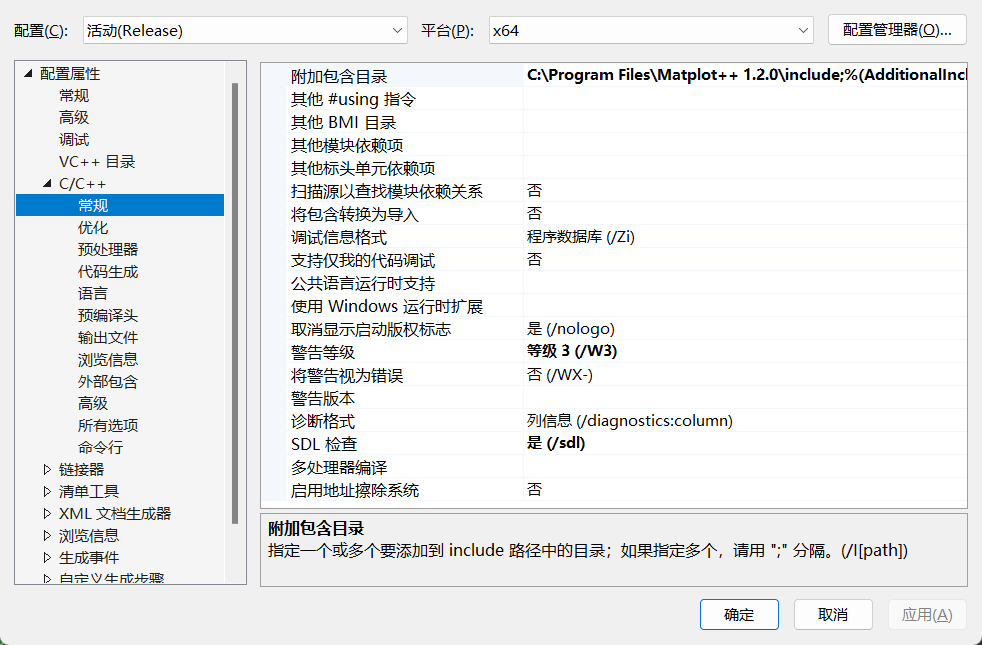 配置(C): 活动(Release) 平台(P): x64 配置管理器(O)...
配置属性
常规
高级
调试
VC++ 目录
C/C++
常规
优化
预处理器
代码生成
语言
预编译头
输出文件
浏览信息
外部包含
高级
所有选项
命令行
链接器
清单工具
XML 文档生成器
浏览信息
生成事件
自定义生成步骤
附加包含目录 C:\Program Files\Matplot++ 1.2.0\include;%(AdditionalIncl
其他 #using 指令
其他 BMI 目录
其他模块依赖项
其他标头单元依赖项
扫描源以查找模块依赖关系 否
将包含转换为导入 否
调试信息格式 程序数据库 (/Zi)
支持仅我的代码调试 否
公共语言运行时支持
使用 Windows 运行时扩展
取消显示启动版权标志 是 (/nologo)
警告等级 等级 3 (/W3)
将警告视为错误 否 (/WX-)
警告版本
诊断格式 列信息 (/diagnostics:column)
SDL 检查 是 (/sdl)
多处理器编译
启用地址擦除系统 否
附加包含目录
指定一个或多个要添加到 include 路径中的目录；如果指定多个，请用 ";" 分隔。(/I[path])
确定 取消 应用(A)